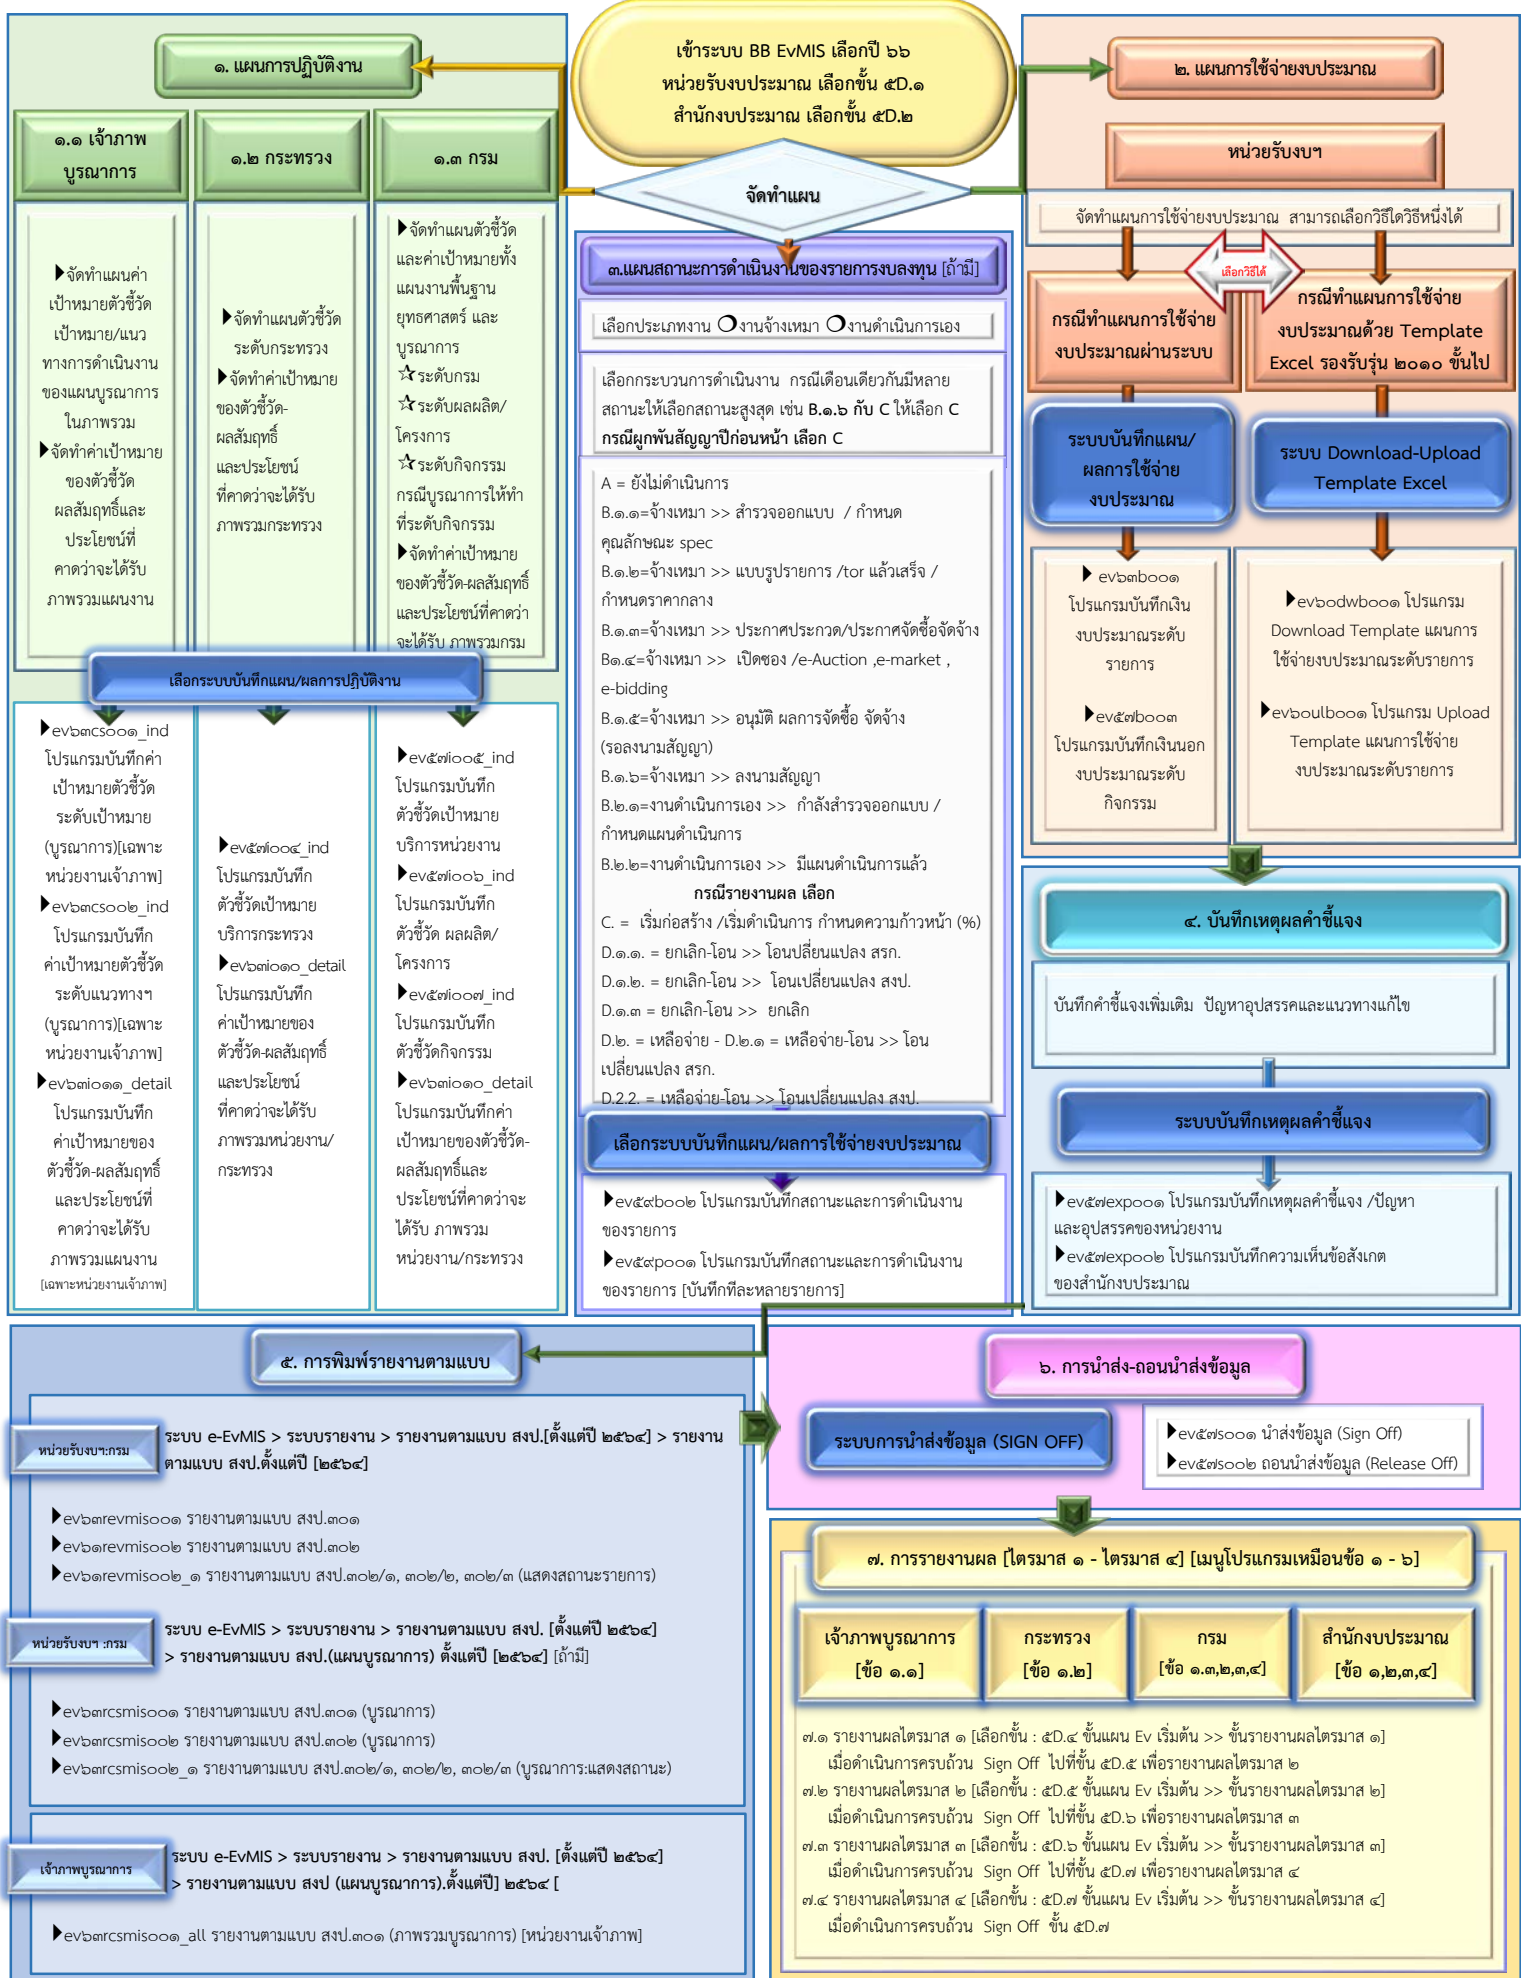 เข้าระบบ BB EvMIS เลือกปี ๖๖
หน่วยรับงบประมาณ เลือกขั้น ๕D.๑
สำนักงบประมาณ เลือกขั้น ๕D.๒
จัดทำแผน
๑. แผนการปฏิบัติงาน
๑.๑ เจ้าภาพ
บูรณาการ
๑.๒ กระทรวง
๑.๓ กรม
จัดทำแผนค่า
เป้าหมายตัวชี้วัด
เป้าหมาย/แนว
ทางการดำเนินงาน
ของแผนบูรณาการ
ในภาพรวม
จัดทำค่าเป้าหมาย
ของตัวชี้วัด
ผลสัมฤทธิ์และ
ประโยชน์ที่
คาดว่าจะได้รับ
ภาพรวมแผนงาน
จัดทำแผนตัวชี้วัด
ระดับกระทรวง
จัดทำค่าเป้าหมาย
ของตัวชี้วัด-
ผลสัมฤทธิ์
และประโยชน์
ที่คาดว่าจะได้รับ
ภาพรวมกระทรวง
จัดทำแผนตัวชี้วัด
และค่าเป้าหมายทั้ง
แผนงานพื้นฐาน
ยุทธศาสตร์ และ
บูรณาการ
☆ระดับกรม
☆ระดับผลผลิต/
โครงการ
☆ระดับกิจกรรม
กรณีบูรณาการให้ทำ
ที่ระดับกิจกรรม
จัดทำค่าเป้าหมาย
ของตัวชี้วัด-ผลสัมฤทธิ์
และประโยชน์ที่คาดว่า
จะได้รับ ภาพรวมกรม
เลือกระบบบันทึกแผน/ผลการปฏิบัติงาน
ev๖๓cs๐๐๑_ind
โปรแกรมบันทึกค่า
เป้าหมายตัวชี้วัด
ระดับเป้าหมาย
(บูรณาการ)[เฉพาะ
หน่วยงานเจ้าภาพ]
ev๖๓cs๐๐๒_ind
โปรแกรมบันทึก
ค่าเป้าหมายตัวชี้วัด
ระดับแนวทางฯ
(บูรณาการ)[เฉพาะ
หน่วยงานเจ้าภาพ]
ev๖๓i๐๑๑_detail
โปรแกรมบันทึก
ค่าเป้าหมายของ
ตัวชี้วัด-ผลสัมฤทธิ์
และประโยชน์ที่
คาดว่าจะได้รับ
ภาพรวมแผนงาน
[เฉพาะหน่วยงานเจ้าภาพ]
ev๕๗i๐๐๔_ind
โปรแกรมบันทึก
ตัวชี้วัดเป้าหมาย
บริการกระทรวง
ev๖๓i๐๑๐_detail
โปรแกรมบันทึก
ค่าเป้าหมายของ
ตัวชี้วัด-ผลสัมฤทธิ์
และประโยชน์
ที่คาดว่าจะได้รับ
ภาพรวมหน่วยงาน/
กระทรวง
ev๕๗i๐๐๕_ind
โปรแกรมบันทึก
ตัวชี้วัดเป้าหมาย
บริการหน่วยงาน
ev๕๗i๐๐๖_ind
โปรแกรมบันทึก
ตัวชี้วัด ผลผลิต/
โครงการ
ev๕๗i๐๐๗_ind
โปรแกรมบันทึก
ตัวชี้วัดกิจกรรม
ev๖๓i๐๑๐_detail
โปรแกรมบันทึกค่า
เป้าหมายของตัวชี้วัด-
ผลสัมฤทธิ์และ
ประโยชน์ที่คาดว่าจะ
ได้รับ ภาพรวม
หน่วยงาน/กระทรวง
๓.แผนสถานะการดำเนินงานของรายการงบลงทุน [ถ้ามี]
เลือกประเภทงาน ○งานจ้างเหมา ○งานดำเนินการเอง
เลือกกระบวนการดำเนินงาน กรณีเดือนเดียวกันมีหลาย
สถานะให้เลือกสถานะสูงสุด เช่น B.๑.๖ กับ C ให้เลือก C
กรณีผูกพันสัญญาปีก่อนหน้า เลือก C
A = ยังไม่ดำเนินการ
B.๑.๑=จ้างเหมา >> สำรวจออกแบบ / กำหนด
คุณลักษณะ spec
B.๑.๒=จ้างเหมา >> แบบรูปรายการ /tor แล้วเสร็จ /
กำหนดราคากลาง
B.๑.๓=จ้างเหมา >> ประกาศประกวด/ประกาศจัดซื้อจัดจ้าง
B๑.๔=จ้างเหมา >> เปิดซอง /e-Auction ,e-market ,
e-bidding
B.๑.๕=จ้างเหมา >> อนุมัติ ผลการจัดซื้อ จัดจ้าง
(รอลงนามสัญญา)
B.๑.๖=จ้างเหมา >> ลงนามสัญญา
B.๒.๑=งานดำเนินการเอง >> กำลังสำรวจออกแบบ /
กำหนดแผนดำเนินการ
B.๒.๒=งานดำเนินการเอง >> มีแผนดำเนินการแล้ว
กรณีรายงานผล เลือก
C. = เริ่มก่อสร้าง /เริ่มดำเนินการ กำหนดความก้าวหน้า (%)
D.๑.๑. = ยกเลิก-โอน >> โอนปลี่ยนแปลง สรก.
D.๑.๒. = ยกเลิก-โอน >> โอนเปลี่ยนแปลง สงป.
D.๑.๓ = ยกเลิก-โอน >> ยกเลิก
D.๒. = เหลือจ่าย - D.๒.๑ = เหลือจ่าย-โอน >> โอน
เปลี่ยนแปลง สรก.
D.2.2. = เหลือจ่าย-โอน >> โอนเปลี่ยนแปลง สงป.
เลือกระบบบันทึกแผน/ผลการใช้จ่ายงบประมาณ
ev๕๙b๐๐๒ โปรแกรมบันทึกสถานะและการดำเนินงาน
ของรายการ
ev๕๙p๐๐๑ โปรแกรมบันทึกสถานะและการดำเนินงาน
ของรายการ [บันทึกทีละหลายรายการ]
๒. แผนการใช้จ่ายงบประมาณ
หน่วยรับงบฯ
จัดทำแผนการใช้จ่ายงบประมาณ สามารถเลือกวิธีใดวิธีหนึ่งได้
เลือกวิธีได้
กรณีทำแผนการใช้จ่าย
งบประมาณผ่านระบบ
กรณีทำแผนการใช้จ่าย
งบประมาณด้วย Template
Excel รองรับรุ่น ๒๐๑๐ ขึ้นไป
ระบบบันทึกแผน/
ผลการใช้จ่าย
งบประมาณ
ระบบ Download-Upload
Template Excel
ev๖๓b๐๐๑
โปรแกรมบันทึกเงิน
งบประมาณระดับ
รายการ
ev๕๗b๐๐๓
โปรแกรมบันทึกเงินนอก
งบประมาณระดับ
กิจกรรม
ev๖๐dwb๐๐๑ โปรแกรม
Download Template แผนการ
ใช้จ่ายงบประมาณระดับรายการ
ev๖๐ulb๐๐๑ โปรแกรม Upload
Template แผนการใช้จ่าย
งบประมาณระดับรายการ
๔. บันทึกเหตุผลคำชี้แจง
บันทึกคำชี้แจงเพิ่มเติม ปัญหาอุปสรรคและแนวทางแก้ไข
ระบบบันทึกเหตุผลคำชี้แจง
ev๕๗exp๐๐๑ โปรแกรมบันทึกเหตุผลคำชี้แจง /ปัญหา
และอุปสรรคของหน่วยงาน
ev๕๗exp๐๐๒ โปรแกรมบันทึกความเห็นข้อสังเกต
ของสำนักงบประมาณ
๕. การพิมพ์รายงานตามแบบ
หน่วยรับงบฯ:กรม
ระบบ e-EvMIS > ระบบรายงาน > รายงานตามแบบ สงป.[ตั้งแต่ปี ๒๕๖๔] > รายงาน
ตามแบบ สงป.ตั้งแต่ปี [๒๕๖๔]
ev๖๓revmis๐๐๑ รายงานตามแบบ สงป.๓๐๑
ev๖๑revmis๐๐๒ รายงานตามแบบ สงป.๓๐๒
ev๖๑revmis๐๐๒_๑ รายงานตามแบบ สงป.๓๐๒/๑, ๓๐๒/๒, ๓๐๒/๓ (แสดงสถานะรายการ)
หน่วยรับงบฯ :กรม
ระบบ e-EvMIS > ระบบรายงาน > รายงานตามแบบ สงป. [ตั้งแต่ปี ๒๕๖๔]
> รายงานตามแบบ สงป.(แผนบูรณาการ) ตั้งแต่ปี [๒๕๖๔] [ถ้ามี]
ev๖๓rcsmis๐๐๑ รายงานตามแบบ สงป.๓๐๑ (บูรณาการ)
ev๖๓rcsmis๐๐๒ รายงานตามแบบ สงป.๓๐๒ (บูรณาการ)
ev๖๓rcsmis๐๐๒_๑ รายงานตามแบบ สงป.๓๐๒/๑, ๓๐๒/๒, ๓๐๒/๓ (บูรณาการ:แสดงสถานะ)
เจ้าภาพบูรณาการ
ระบบ e-EvMIS > ระบบรายงาน > รายงานตามแบบ สงป. [ตั้งแต่ปี ๒๕๖๔]
> รายงานตามแบบ สงป (แผนบูรณาการ).ตั้งแต่ปี] ๒๕๖๔ [
ev๖๓rcsmis๐๐๑_all รายงานตามแบบ สงป.๓๐๑ (ภาพรวมบูรณาการ) [หน่วยงานเจ้าภาพ]
๖. การนำส่ง-ถอนนำส่งข้อมูล
ระบบการนำส่งข้อมูล (SIGN OFF)
ev๕๗s๐๐๑ นำส่งข้อมูล (Sign Off)
ev๕๗s๐๐๒ ถอนนำส่งข้อมูล (Release Off)
๗. การรายงานผล [ไตรมาส ๑ - ไตรมาส ๔] [เมนูโปรแกรมเหมือนข้อ ๑ - ๖]
เจ้าภาพบูรณาการ
[ข้อ ๑.๑]
กระทรวง
[ข้อ ๑.๒]
กรม
[ข้อ ๑.๓,๒,๓,๔]
สำนักงบประมาณ
[ข้อ ๑,๒,๓,๔]
๗.๑ รายงานผลไตรมาส ๑ [เลือกขั้น : ๕D.๔ ขั้นแผน Ev เริ่มต้น >> ขั้นรายงานผลไตรมาส ๑]
เมื่อดำเนินการครบถ้วน Sign Off ไปที่ขั้น ๕D.๕ เพื่อรายงานผลไตรมาส ๒
๗.๒ รายงานผลไตรมาส ๒ [เลือกขั้น : ๕D.๕ ขั้นแผน Ev เริ่มต้น >> ขั้นรายงานผลไตรมาส ๒]
เมื่อดำเนินการครบถ้วน Sign Off ไปที่ขั้น ๕D.๖ เพื่อรายงานผลไตรมาส ๓
๗.๓ รายงานผลไตรมาส ๓ [เลือกขั้น : ๕D.๖ ขั้นแผน Ev เริ่มต้น >> ขั้นรายงานผลไตรมาส ๓]
เมื่อดำเนินการครบถ้วน Sign Off ไปที่ขั้น ๕D.๗ เพื่อรายงานผลไตรมาส ๔
๗.๔ รายงานผลไตรมาส ๔ [เลือกขั้น : ๕D.๗ ขั้นแผน Ev เริ่มต้น >> ขั้นรายงานผลไตรมาส ๔]
เมื่อดำเนินการครบถ้วน Sign Off ขั้น ๕D.๗